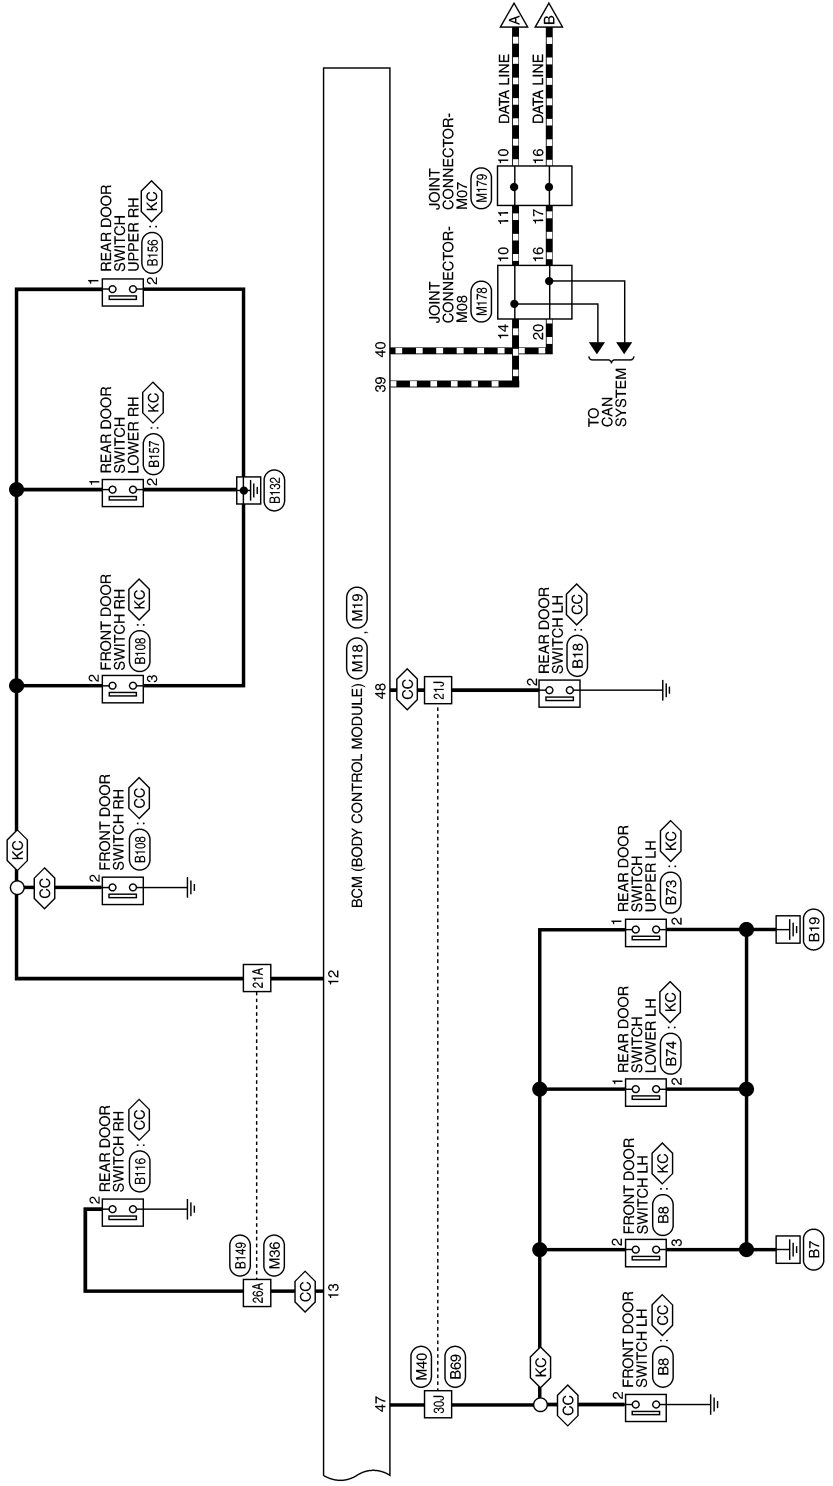 REAR DOOR
SWITCH RH
B116 : CC
2
FRONT DOOR
SWITCH RH
B108 : CC
2
FRONT DOOR
SWITCH RH
B108 : KC
2
3
REAR DOOR
SWITCH
LOWER RH
B157 : KC
1
2
REAR DOOR
SWITCH
UPPER RH
B156 : KC
1
2
KC
CC
B132
B149
26A
M36
CC
13
21A
12
BCM (BODY CONTROL MODULE) M18 , M19
47
48
39
40
M40
30J
B69
CC
21J
KC
CC
FRONT DOOR
SWITCH LH
B8 : CC
2
FRONT DOOR
SWITCH LH
B8 : KC
2
3
REAR DOOR
SWITCH
LOWER LH
B74 : KC
1
2
REAR DOOR
SWITCH
UPPER LH
B73 : KC
1
2
B7
B19
REAR DOOR
SWITCH LH
B18 : CC
2
TO
CAN
SYSTEM
JOINT
CONNECTOR-
M08
M178
14
10
20
16
JOINT
CONNECTOR-
M07
M179
11
10
17
16
DATA LINE
A
DATA LINE
B